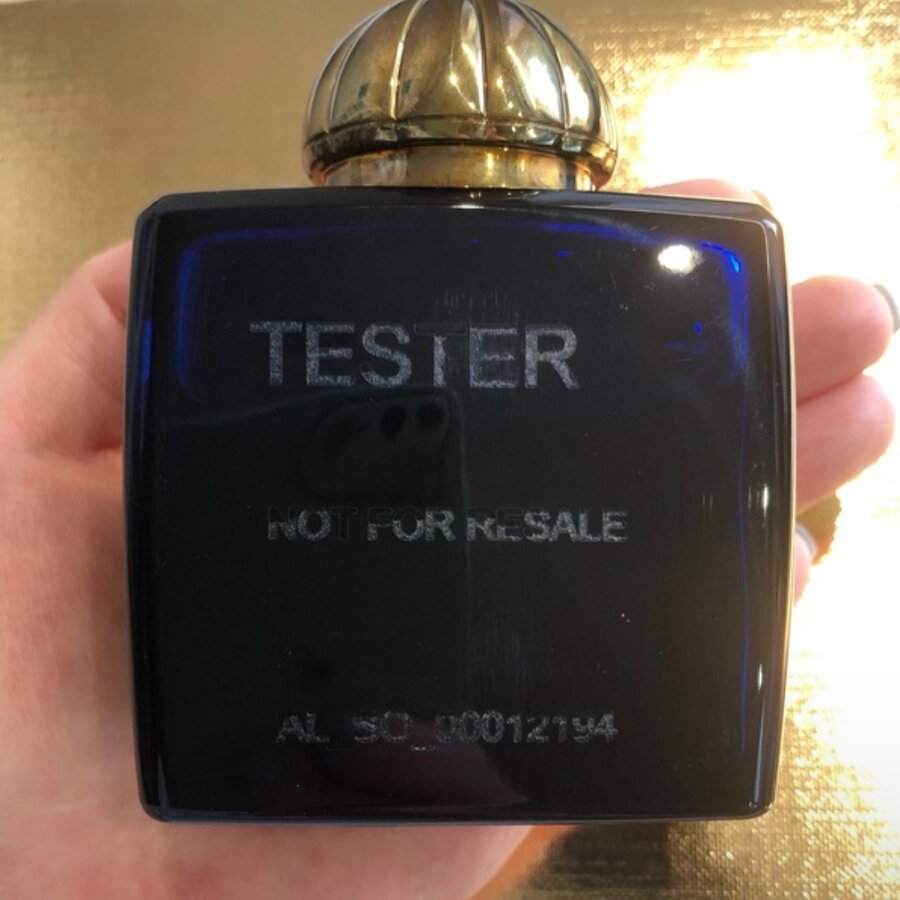 TESTER
NOT FOR RESALE
AL_SO_00012194